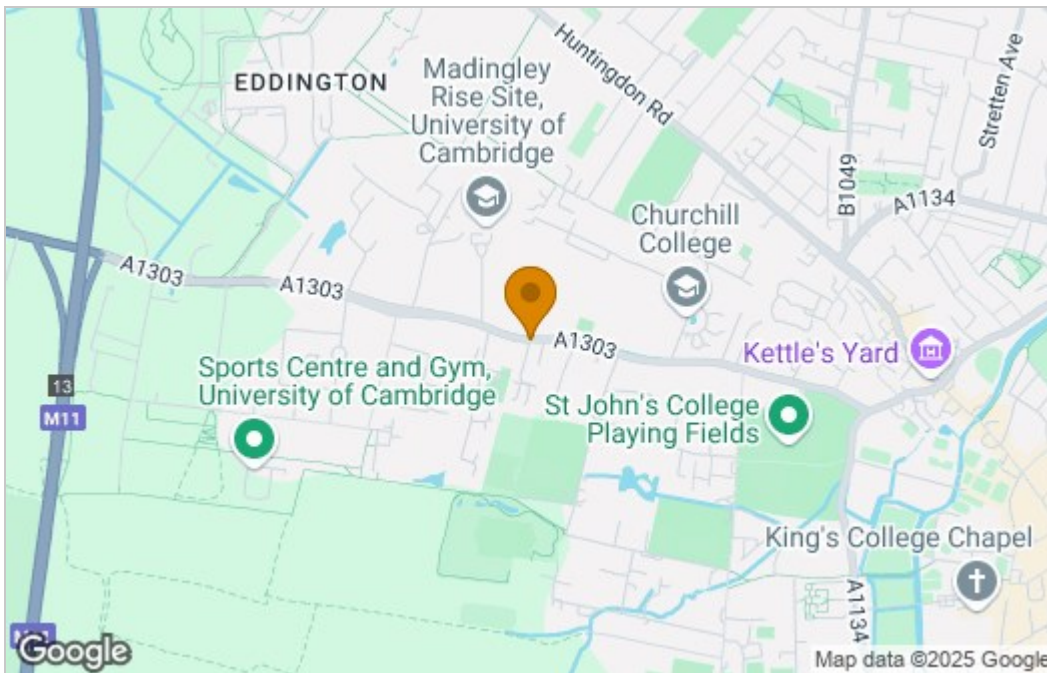 Huntingdon Rd
Stretten Ave
EDDINGTON
Madingley
Rise Site,
University of
Cambridge
B1049
A1134
Churchill
College
A1303
A1303
A1303
Kettle's Yard
Sports Centre and Gym,
University of Cambridge
13
M11
St John's College
Playing Fields
King's College Chapel
A1134
Google
Map data ©2025 Google